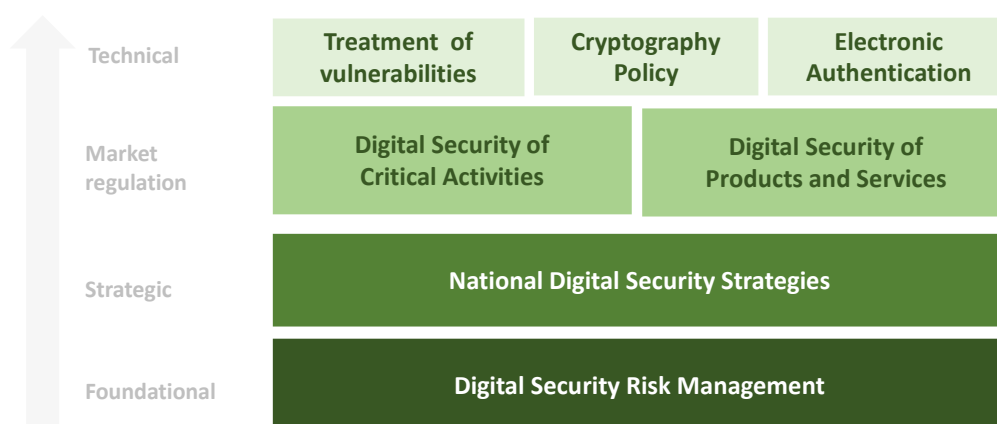 Technical
Treatment of
vulnerabilities
Cryptography
Policy
Electronic
Authentication
Market
regulation
Digital Security of
Critical Activities
Digital Security of
Products and Services
Strategic
National Digital Security Strategies
Foundational
Digital Security Risk Management